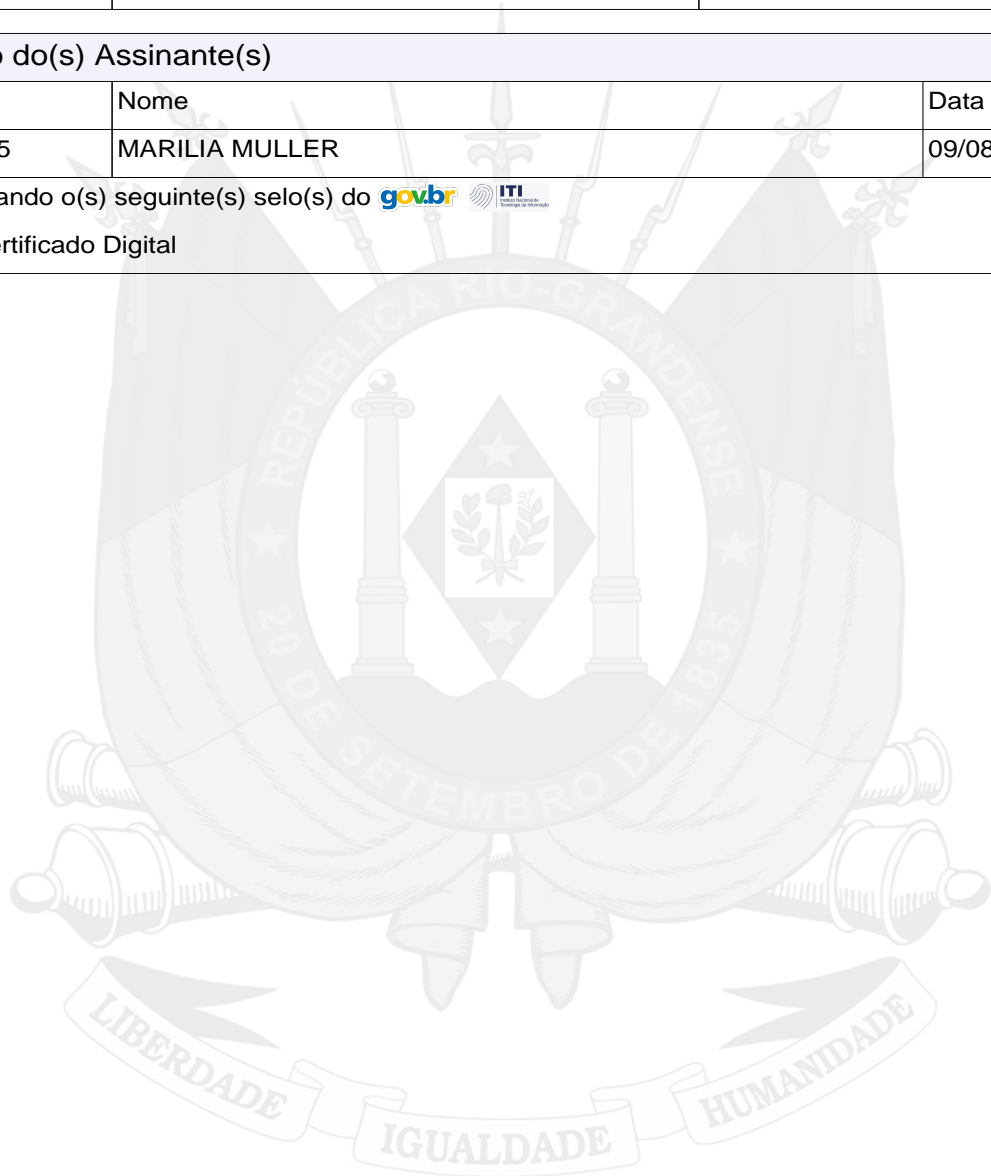 o do(s) Assinante(s)
Nome Data
5 MARILIA MULLER 09/08
ando o(s) seguinte(s) selo(s) do gov.br ITI
ertificado Digital
REPÚBLICA RIO-GRANDENSE
20 DE SETEMBRO DE 1835
LIBERDADE IGUALDADE HUMANIDADE